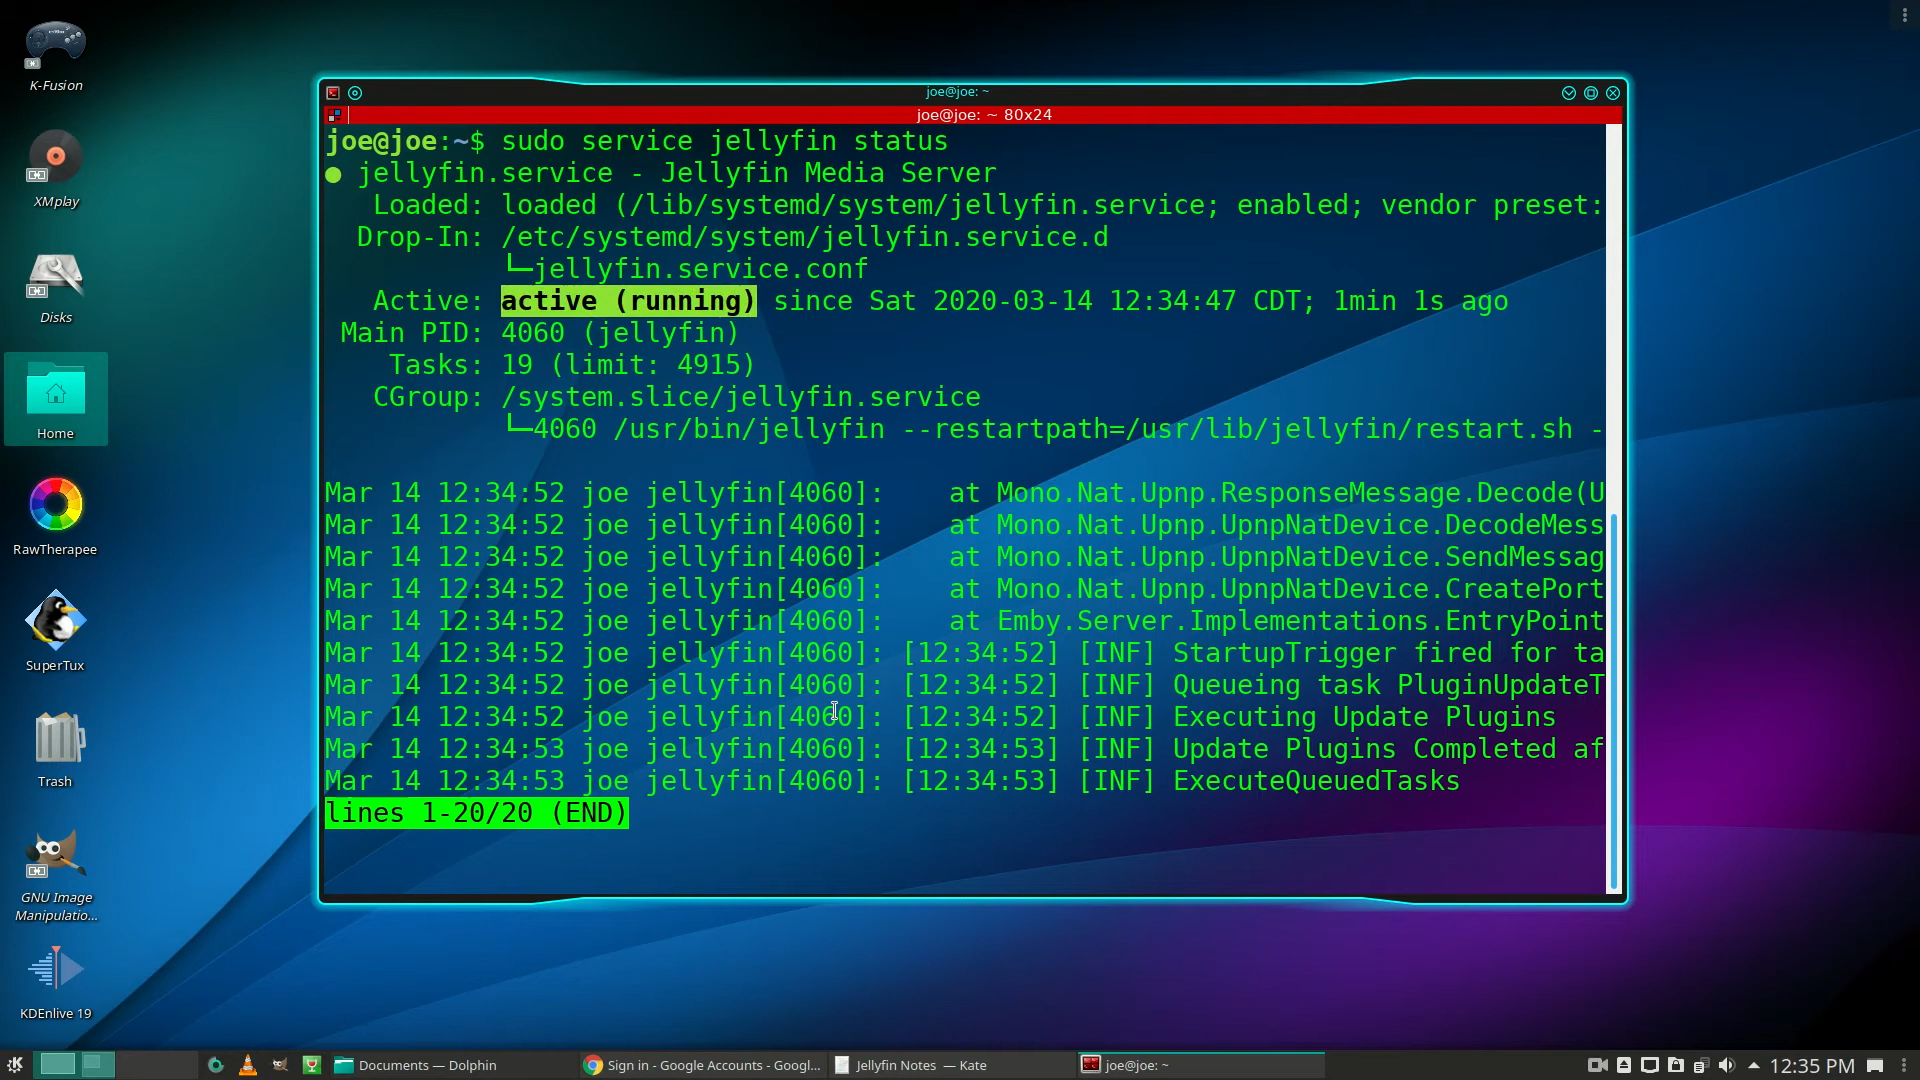 K-Fusion
XMplay
Disks
Home
RawTherapee
SuperTux
Trash
GNU Image
Manipulatio...
KDEnlive 19
joe@joe: ~
joe@joe: ~ 80x24
joe@joe:~$ sudo service jellyfin status
● jellyfin.service - Jellyfin Media Server
Loaded: loaded (/lib/systemd/system/jellyfin.service; enabled; vendor preset:
Drop-In: /etc/systemd/system/jellyfin.service.d
└─jellyfin.service.conf
Active: active (running) since Sat 2020-03-14 12:34:47 CDT; 1min 1s ago
Main PID: 4060 (jellyfin)
Tasks: 19 (limit: 4915)
CGroup: /system.slice/jellyfin.service
└─4060 /usr/bin/jellyfin --restartpath=/usr/lib/jellyfin/restart.sh -
Mar 14 12:34:52 joe jellyfin[4060]:    at Mono.Nat.Upnp.ResponseMessage.Decode(U
Mar 14 12:34:52 joe jellyfin[4060]:    at Mono.Nat.Upnp.UpnpNatDevice.DecodeMess
Mar 14 12:34:52 joe jellyfin[4060]:    at Mono.Nat.Upnp.UpnpNatDevice.SendMessag
Mar 14 12:34:52 joe jellyfin[4060]:    at Mono.Nat.Upnp.UpnpNatDevice.CreatePort
Mar 14 12:34:52 joe jellyfin[4060]:    at Emby.Server.Implementations.EntryPoint
Mar 14 12:34:52 joe jellyfin[4060]: [12:34:52] [INF] StartupTrigger fired for ta
Mar 14 12:34:52 joe jellyfin[4060]: [12:34:52] [INF] Queueing task PluginUpdateT
Mar 14 12:34:52 joe jellyfin[4060]: [12:34:52] [INF] Executing Update Plugins
Mar 14 12:34:53 joe jellyfin[4060]: [12:34:53] [INF] Update Plugins Completed af
Mar 14 12:34:53 joe jellyfin[4060]: [12:34:53] [INF] ExecuteQueuedTasks
lines 1-20/20 (END)
Documents — Dolphin
Sign in - Google Accounts - Googl...
Jellyfin Notes — Kate
joe@joe: ~
12:35 PM